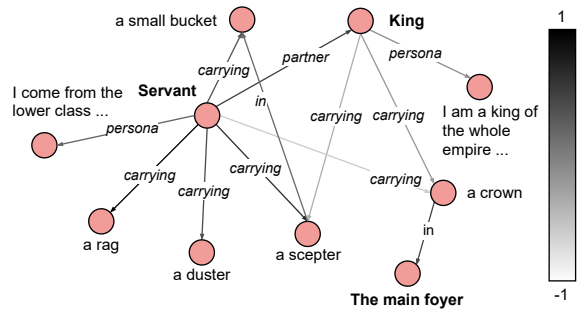 a small bucket
King
1
partner
persona
carrying
I come from the
lower class ...
Servant
in
I am a king of
the whole
empire ...
persona
carrying
carrying
carrying
carrying
carrying
carrying
a crown
a rag
a duster
a scepter
in
The main foyer
-1